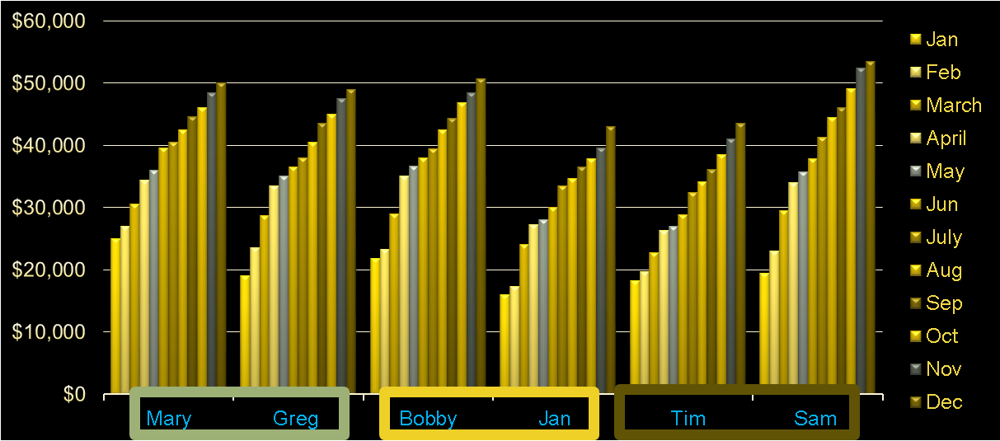 $60,000
$50,000
$40,000
$30,000
$20,000
$10,000
$0
Mary Greg Bobby Jan Tim Sam
Jan
Feb
March
April
May
Jun
July
Aug
Sep
Oct
Nov
Dec